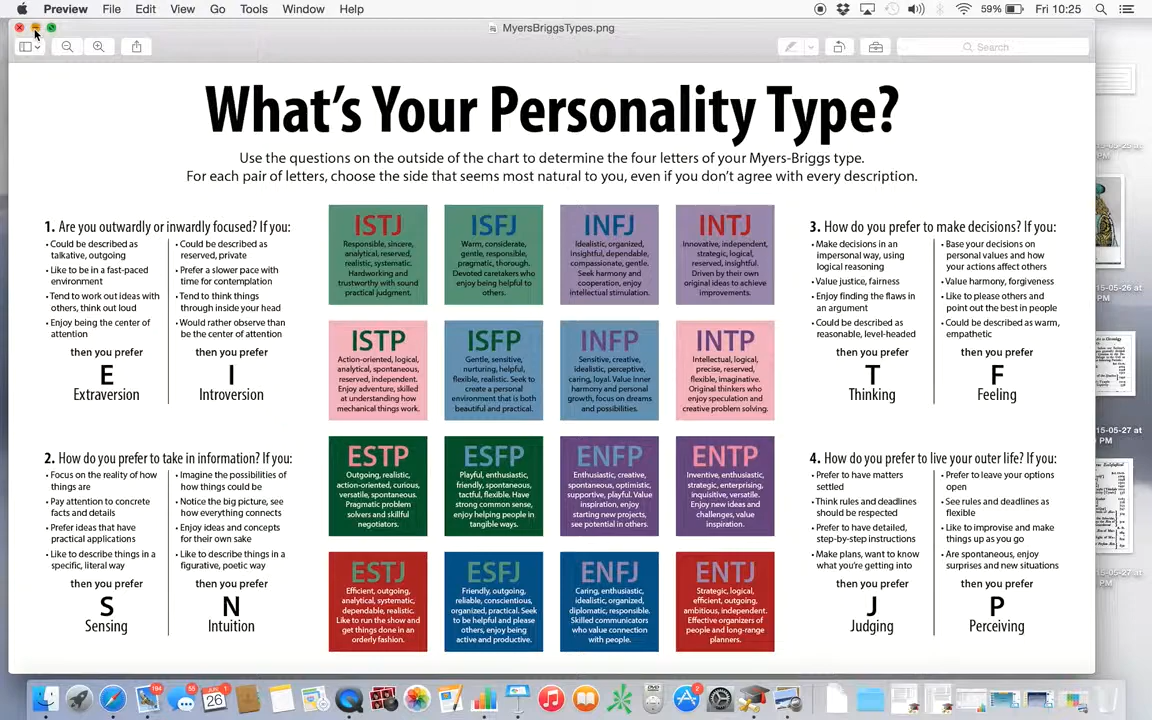 Preview File Edit View Go Tools Window Help
59% Fri 10:25
MyersBriggsTypes.png
Search
What's Your Personality Type?
Use the questions on the outside of the chart to determine the four letters of your Myers-Briggs type.
For each pair of letters, choose the side that seems most natural to you, even if you don't agree with every description.
1. Are you outwardly or inwardly focused? If you:
• Could be described as
talkative, outgoing
• Like to be in a fast-paced
environment
• Tend to work out ideas with
others, think out loud
• Enjoy being the center of
attention
then you prefer
E
Extraversion
• Could be described as
reserved, private
• Prefer a slower pace with
time for contemplation
• Tend to think things
through inside your head
• Would rather observe than
be the center of attention
then you prefer
I
Introversion
2. How do you prefer to take in information? If you:
• Focus on the reality of how
things are
• Pay attention to concrete
facts and details
• Prefer ideas that have
practical applications
• Like to describe things in a
specific, literal way
then you prefer
S
Sensing
• Imagine the possibilities of
how things could be
• Notice the big picture, see
how everything connects
• Enjoy ideas and concepts
for their own sake
• Like to describe things in a
figurative, poetic way
then you prefer
N
Intuition
ISTJ
Responsible, sincere,
analytical, reserved,
realistic, systematic.
Hardworking and
trustworthy with sound
practical judgment.
ISFJ
Warm, considerate,
gentle, responsible,
pragmatic, thorough.
Devoted caretakers who
enjoy being helpful to
others.
INFJ
Idealistic, organized,
insightful, dependable,
compassionate, gentle.
Seek harmony and
cooperation, enjoy
intellectual stimulation.
INTJ
Innovative, independent,
strategic, logical,
reserved, insightful.
Driven by their own
original ideas to achieve
improvements.
ISTP
Action-oriented, logical,
analytical, spontaneous,
reserved, independent.
Enjoy adventure, skilled
at understanding how
mechanical things work.
ISFP
Gentle, sensitive,
nurturing, helpful,
flexible, realistic. Seek to
create a personal
environment that is both
beautiful and practical.
INFP
Sensitive, creative,
idealistic, perceptive,
caring, loyal. Value inner
harmony and personal
growth, focus on dreams
and possibilities.
INTP
Intellectual, logical,
precise, reserved,
flexible, imaginative.
Original thinkers who
enjoy speculation and
creative problem solving.
ESTP
Outgoing, realistic,
action-oriented, curious,
versatile, spontaneous.
Pragmatic problem
solvers and skillful
negotiators.
ESFP
Playful, enthusiastic,
friendly, spontaneous,
tactful, flexible. Have
strong common sense,
enjoy helping people in
tangible ways.
ENFP
Enthusiastic, creative,
spontaneous, optimistic,
supportive, playful. Value
inspiration, enjoy
starting new projects,
see potential in others.
ENTP
Inventive, enthusiastic,
strategic, enterprising,
inquisitive, versatile.
Enjoy new ideas and
challenges, value
inspiration.
ESTJ
Efficient, outgoing,
analytical, systematic,
dependable, realistic.
Like to run the show and
get things done in an
orderly fashion.
ESFJ
Friendly, outgoing,
reliable, conscientious,
organized, practical. Seek
to be helpful and please
others, enjoy being
active and productive.
ENFJ
Caring, enthusiastic,
idealistic, organized,
diplomatic, responsible.
Skilled communicators
who value connection
with people.
ENTJ
Strategic, logical,
efficient, outgoing,
ambitious, independent.
Effective organizers of
people and long-range
planners.
3. How do you prefer to make decisions? If you:
• Make decisions in an
impersonal way, using
logical reasoning
• Value justice, fairness
• Enjoy finding the flaws in
an argument
• Could be described as
reasonable, level-headed
then you prefer
T
Thinking
• Base your decisions on
personal values and how
your actions affect others
• Value harmony, forgiveness
• Like to please others and
point out the best in people
• Could be described as warm,
empathetic
then you prefer
F
Feeling
4. How do you prefer to live your outer life? If you:
• Prefer to have matters
settled
• Think rules and deadlines
should be respected
• Prefer to have detailed,
step-by-step instructions
• Make plans, want to know
what you're getting into
then you prefer
J
Judging
• Prefer to leave your options
open
• See rules and deadlines as
flexible
• Like to improvise and make
things up as you go
• Are spontaneous, enjoy
surprises and new situations
then you prefer
P
Perceiving
PM
15-05-26
PM
15-05-27 at
PM
15-05-27 at
PM
194
55
JUN
26
1
2